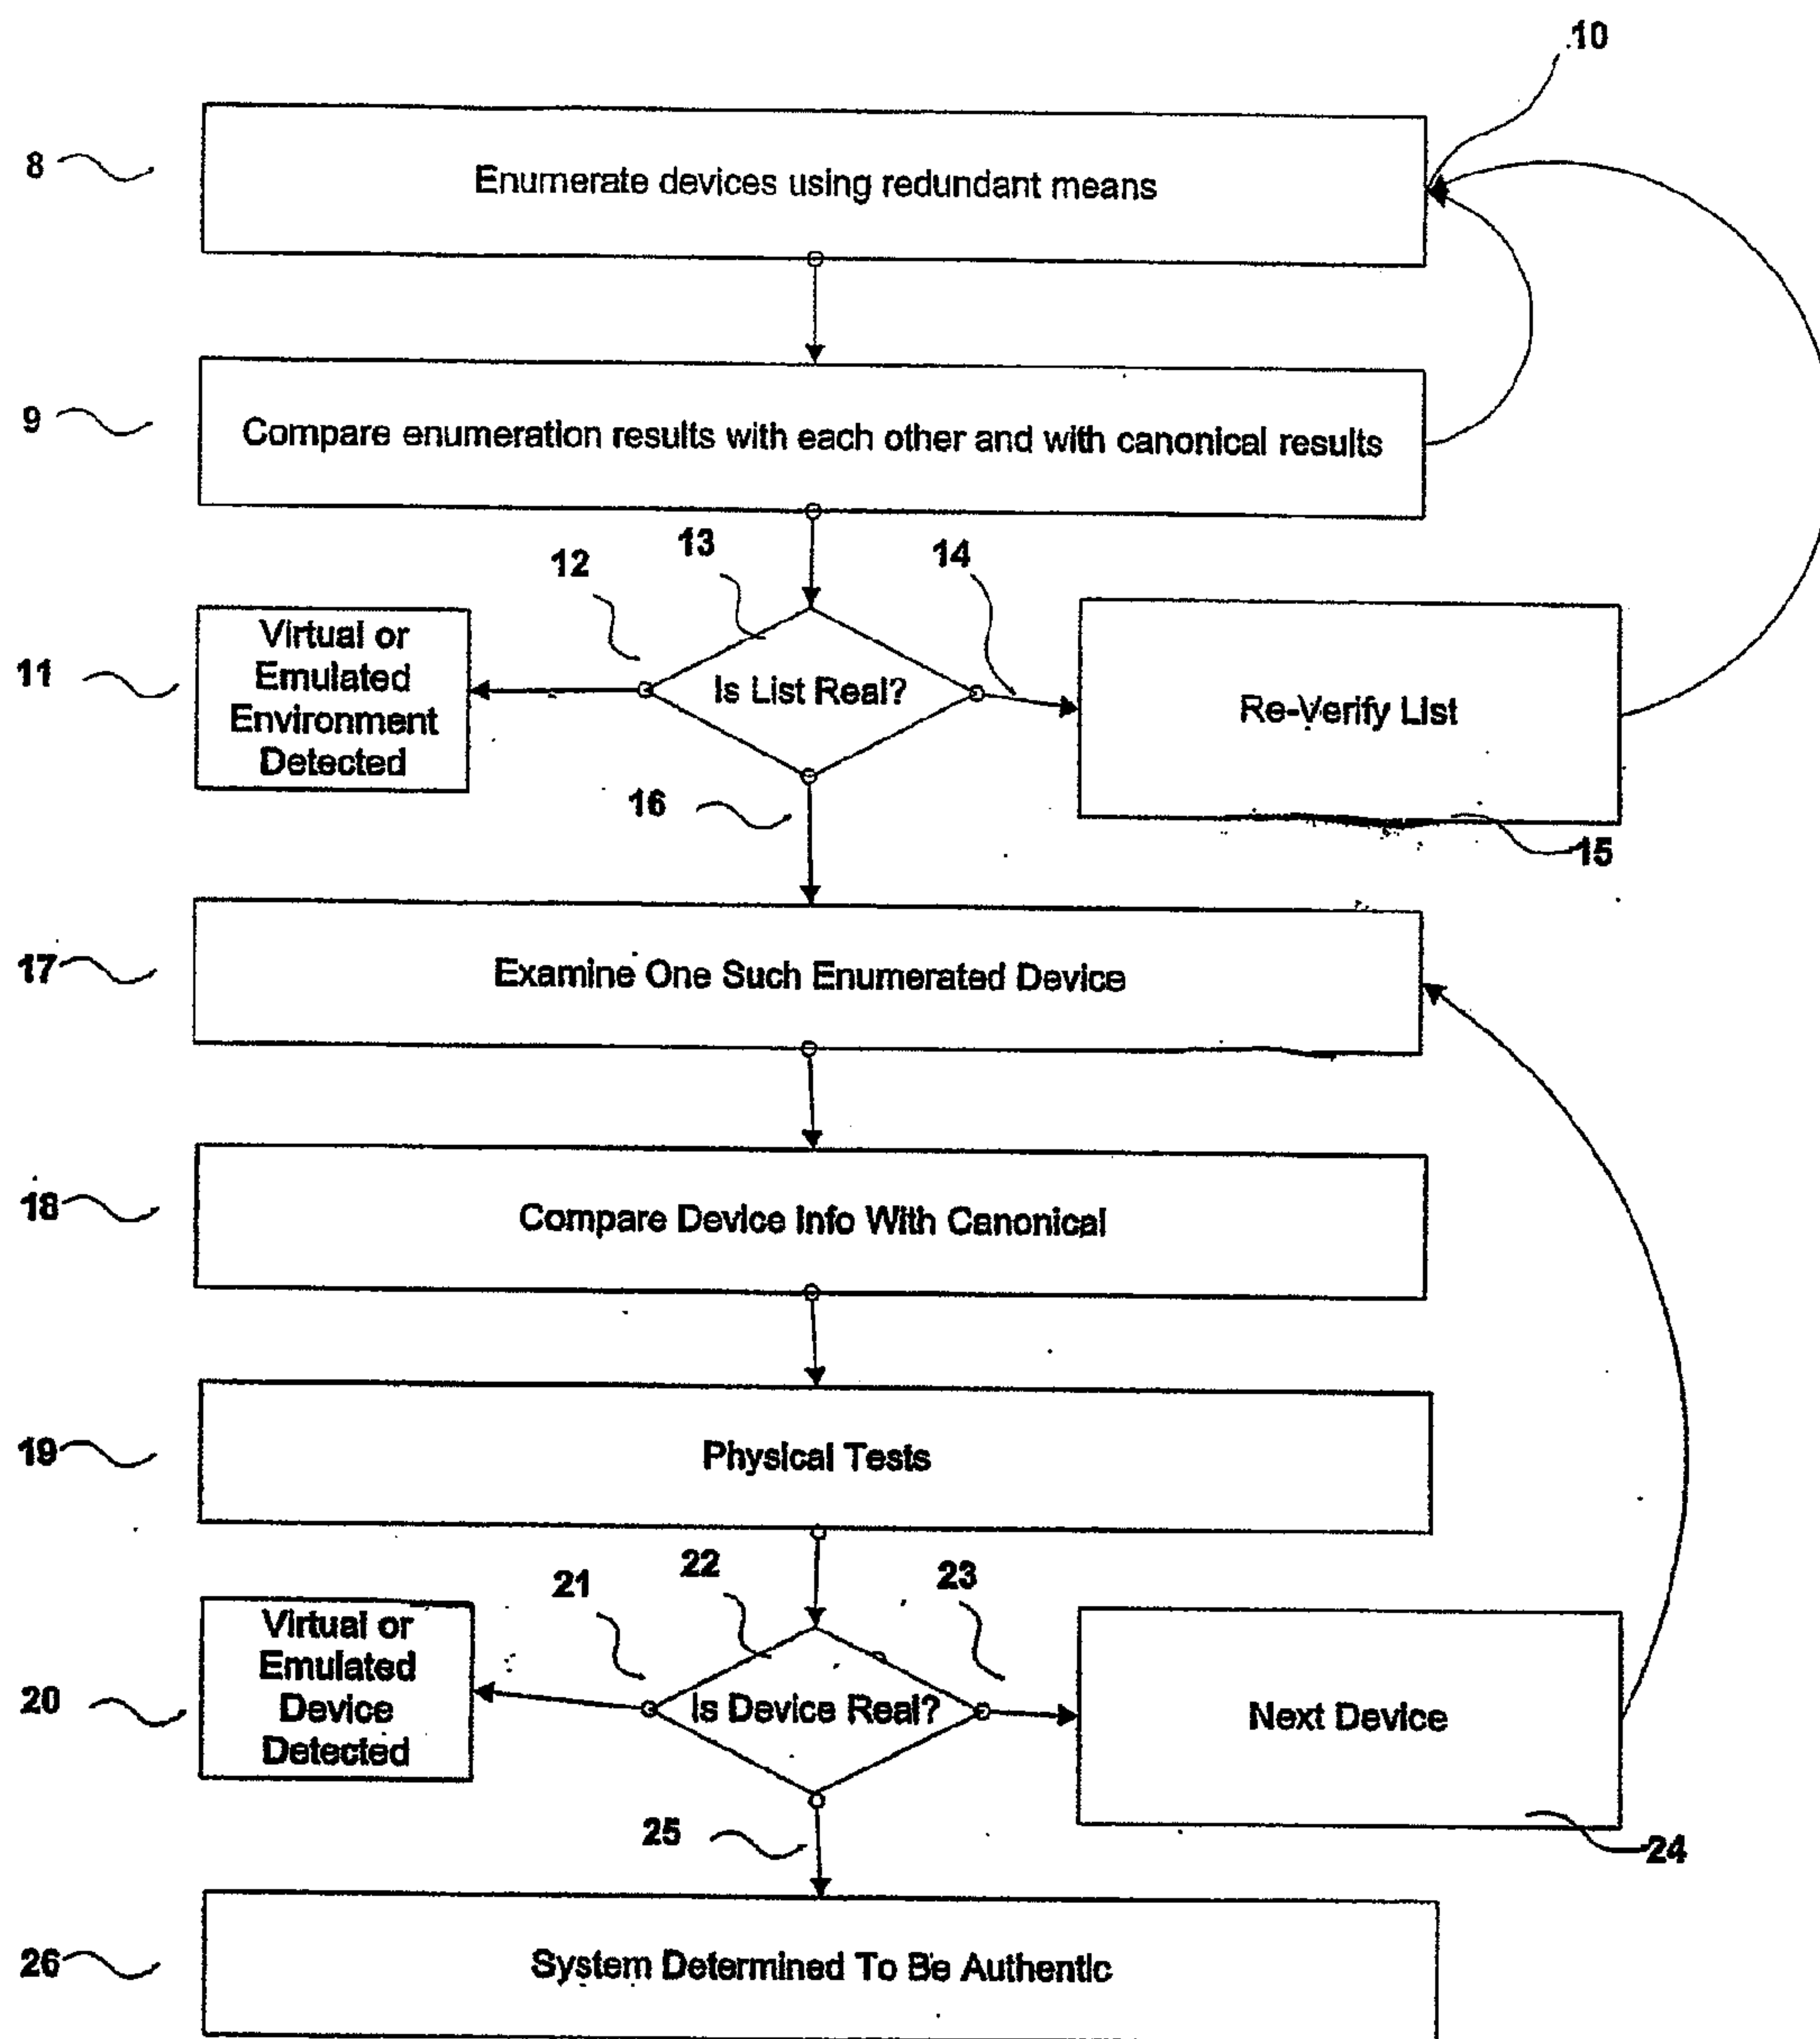 10
8
Enumerate devices using redundant means
9
Compare enumeration results with each other and with canonical results
12
13
14
11
Virtual or
Emulated
Environment
Detected
Is List Real?
Re-Verify List
16
15
17
Examine One Such Enumerated Device
18
Compare Device Info With Canonical
19
Physical Tests
21
22
23
20
Virtual or
Emulated
Device
Detected
Is Device Real?
Next Device
25
24
26
System Determined To Be Authentic